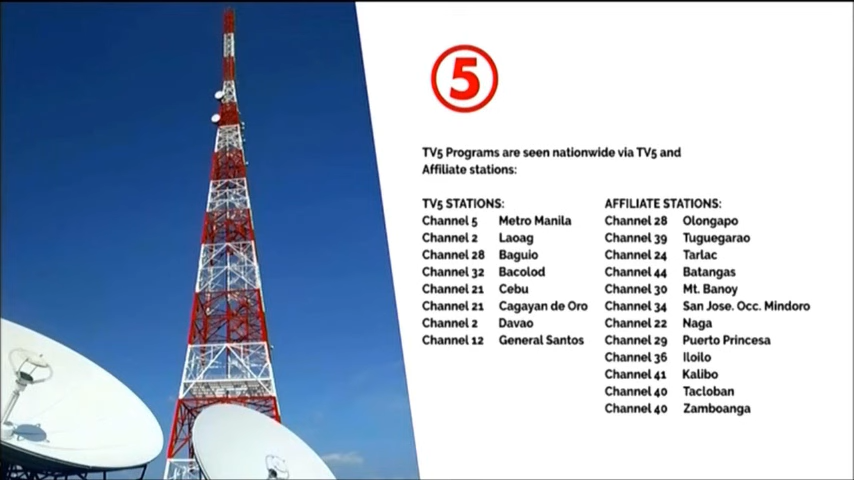 5
TV5 Programs are seen nationwide via TV5 and
Affiliate stations:
TV5 STATIONS:
Channel 5 Metro Manila
Channel 2 Laoag
Channel 28 Baguio
Channel 32 Bacolod
Channel 21 Cebu
Channel 21 Cagayan de Oro
Channel 2 Davao
Channel 12 General Santos
AFFILIATE STATIONS:
Channel 28 Olongapo
Channel 39 Tuguegarao
Channel 24 Tarlac
Channel 44 Batangas
Channel 30 Mt. Banoy
Channel 34 San Jose. Occ. Mindoro
Channel 22 Naga
Channel 29 Puerto Princesa
Channel 36 Iloilo
Channel 41 Kalibo
Channel 40 Tacloban
Channel 40 Zamboanga